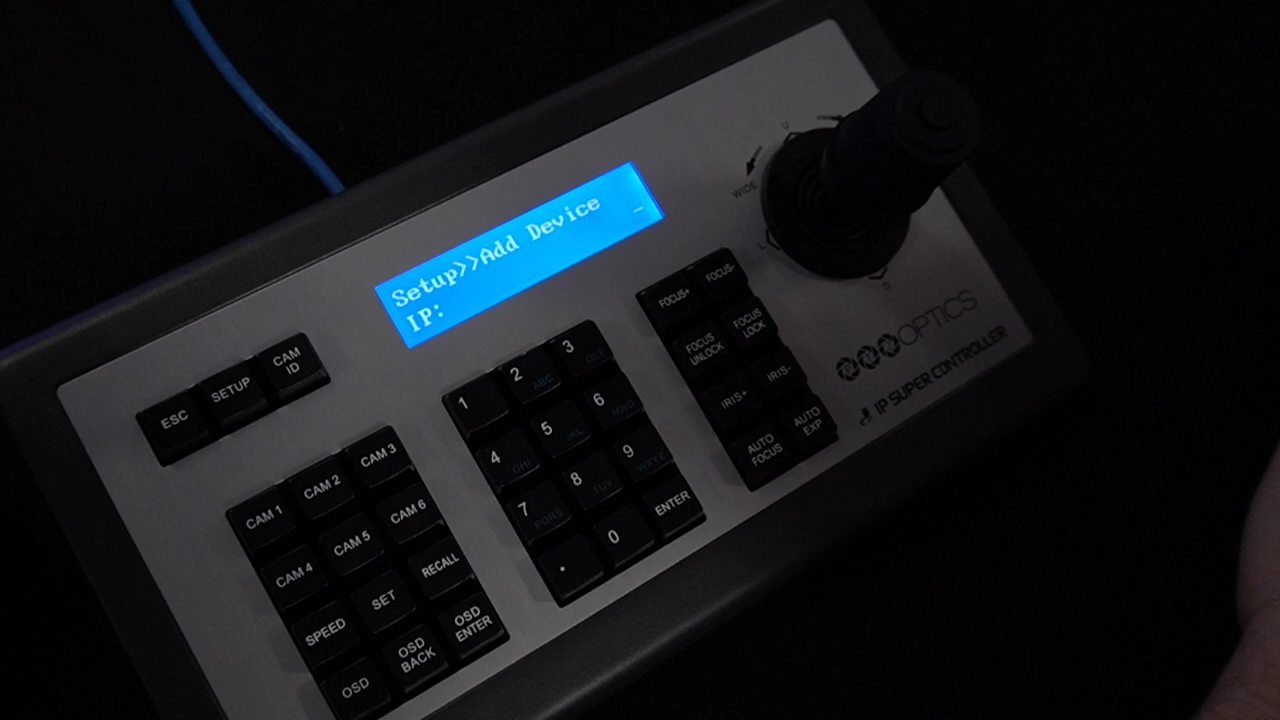 Setup>>Add Device
IP:
_
ESC
SETUP
CAM
ID
CAM 1
CAM 2
CAM 3
CAM 4
CAM 5
CAM 6
SPEED
SET
RECALL
OSD
OSD
BACK
OSD
ENTER
1
2 ABC
3 DEF
4 GHI
5 JKL
6 MNO
7 PQRS
8 TUV
9 WXYZ
.
0
ENTER
FOCUS+
FOCUS-
FOCUS
UNLOCK
FOCUS
LOCK
IRIS+
IRIS-
AUTO
FOCUS
AUTO
EXP
U
WIDE
L
D
OPTICS
IP SUPER CONTROLLER